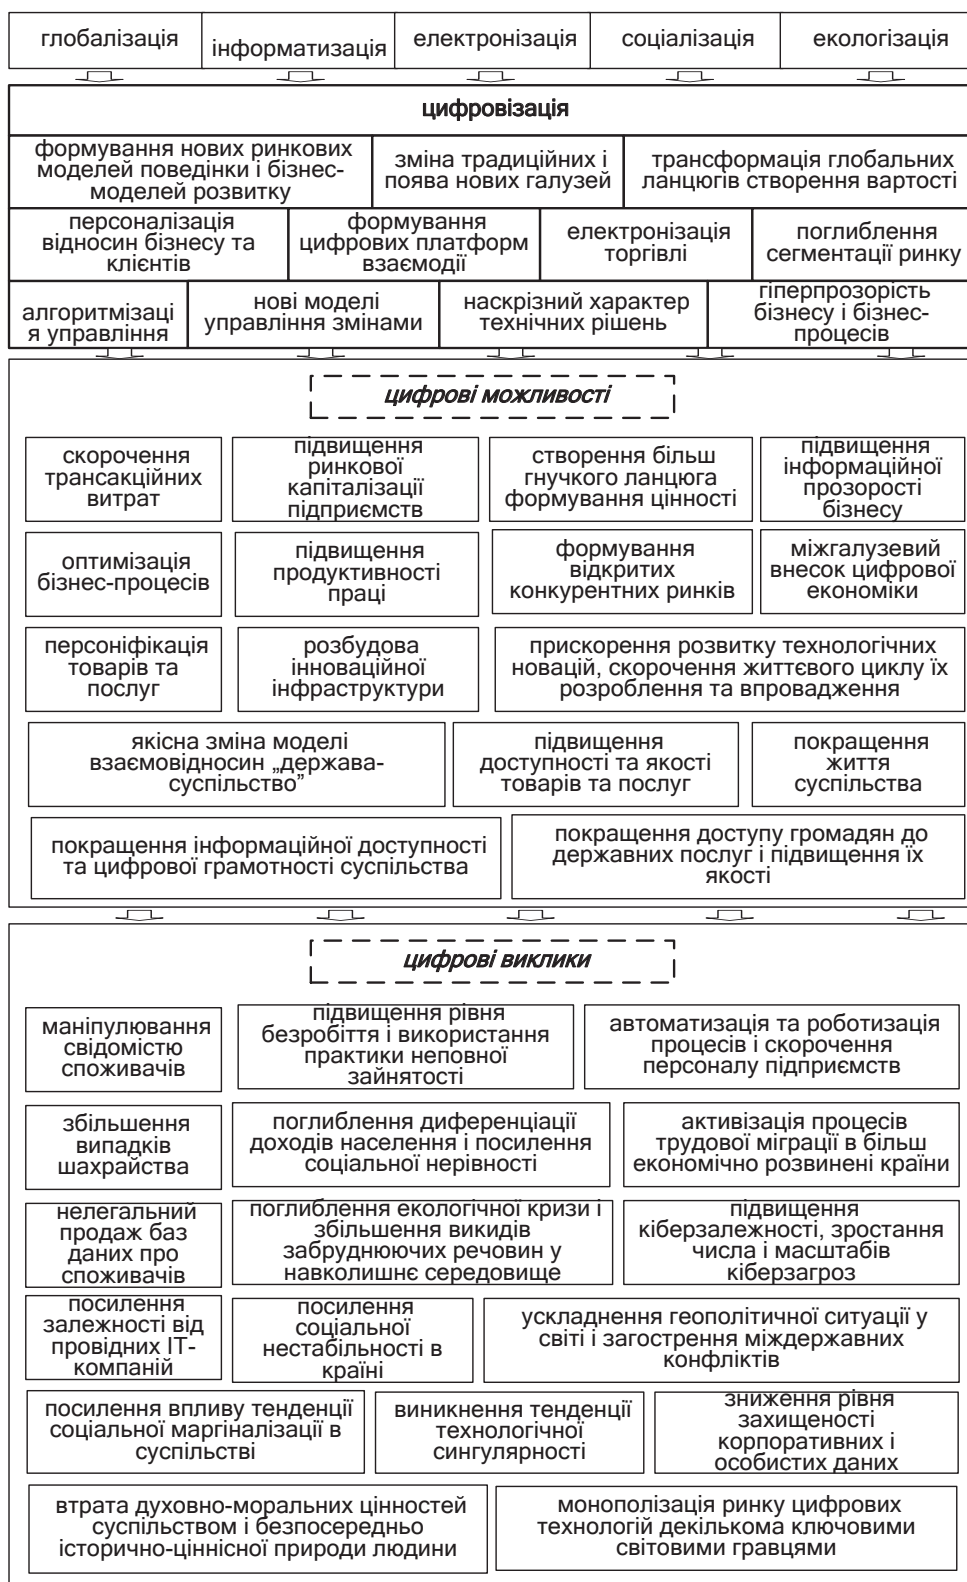 глобалізація
інформатизація
електронізація
соціалізація
екологізація
цифровізація
формування нових ринкових
моделей поведінки і бізнес-
моделей розвитку
зміна традиційних і
поява нових галузей
трансформація глобальних
ланцюгів створення вартості
персоналізація
відносин бізнесу та
клієнтів
формування
цифрових платформ
взаємодії
електронізація
торгівлі
поглиблення
сегментації ринку
алгоритмізаці
я управління
нові моделі
управління змінами
наскрізний характер
технічних рішень
гіперпрозорість
бізнесу і бізнес-
процесів
цифрові можливості
скорочення
трансакційних
витрат
підвищення
ринкової
капіталізації
підприємств
створення більш
гнучкого ланцюга
формування цінності
підвищення
інформаційної
прозорості
бізнесу
оптимізація
бізнес-процесів
підвищення
продуктивності
праці
формування
відкритих
конкурентних ринків
міжгалузевий
внесок цифрової
економіки
персоніфікація
товарів та
послуг
розбудова
інноваційної
інфраструктури
прискорення розвитку технологічних
новацій, скорочення життєвого циклу їх
розроблення та впровадження
якісна зміна моделі
взаємовідносин „держава-
суспільство”
підвищення
доступності та якості
товарів та послуг
покращення
життя
суспільства
покращення інформаційної доступності
та цифрової грамотності суспільства
покращення доступу громадян до
державних послуг і підвищення їх
якості
цифрові виклики
маніпулювання
свідомістю
споживачів
підвищення рівня
безробіття і використання
практики неповної
зайнятості
автоматизація та роботизація
процесів і скорочення
персоналу підприємств
збільшення
випадків
шахрайства
поглиблення диференціації
доходів населення і посилення
соціальної нерівності
активізація процесів
трудової міграції в більш
економічно розвинені країни
нелегальний
продаж баз
даних про
споживачів
поглиблення екологічної кризи і
збільшення викидів
забруднюючих речовин у
навколишнє середовище
підвищення
кіберзалежності, зростання
числа і масштабів
кіберзагроз
посилення
залежності від
провідних ІТ-
компаній
посилення
соціальної
нестабільності в
країні
ускладнення геополітичної ситуації у
світі і загострення міждержавних
конфліктів
посилення впливу тенденції
соціальної маргіналізації в
суспільстві
виникнення тенденції
технологічної
сингулярності
зниження рівня
захищеності
корпоративних і
особистих даних
втрата духовно-моральних цінностей
суспільством і безпосередньо
історично-ціннісної природи людини
монополізація ринку цифрових
технологій декількома ключовими
світовими гравцями